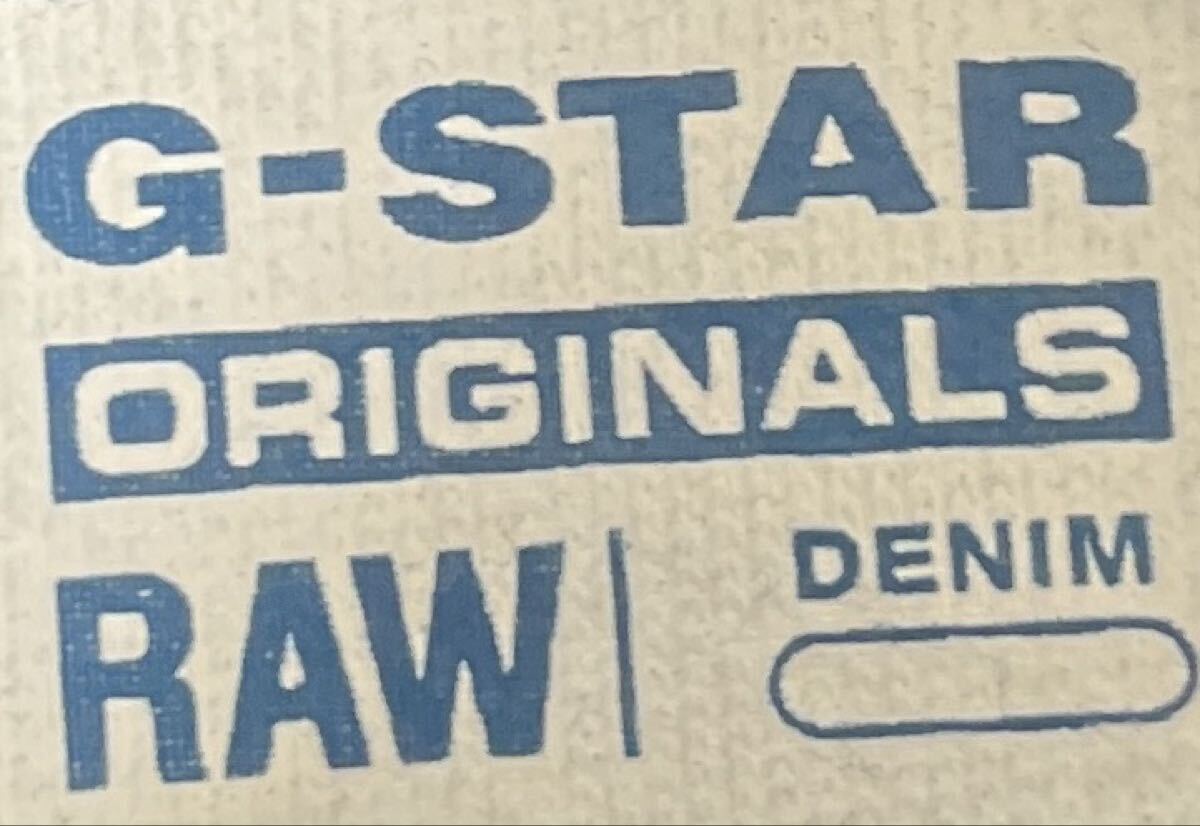 G-STAR
ORIGINALS
RAW | DENIM